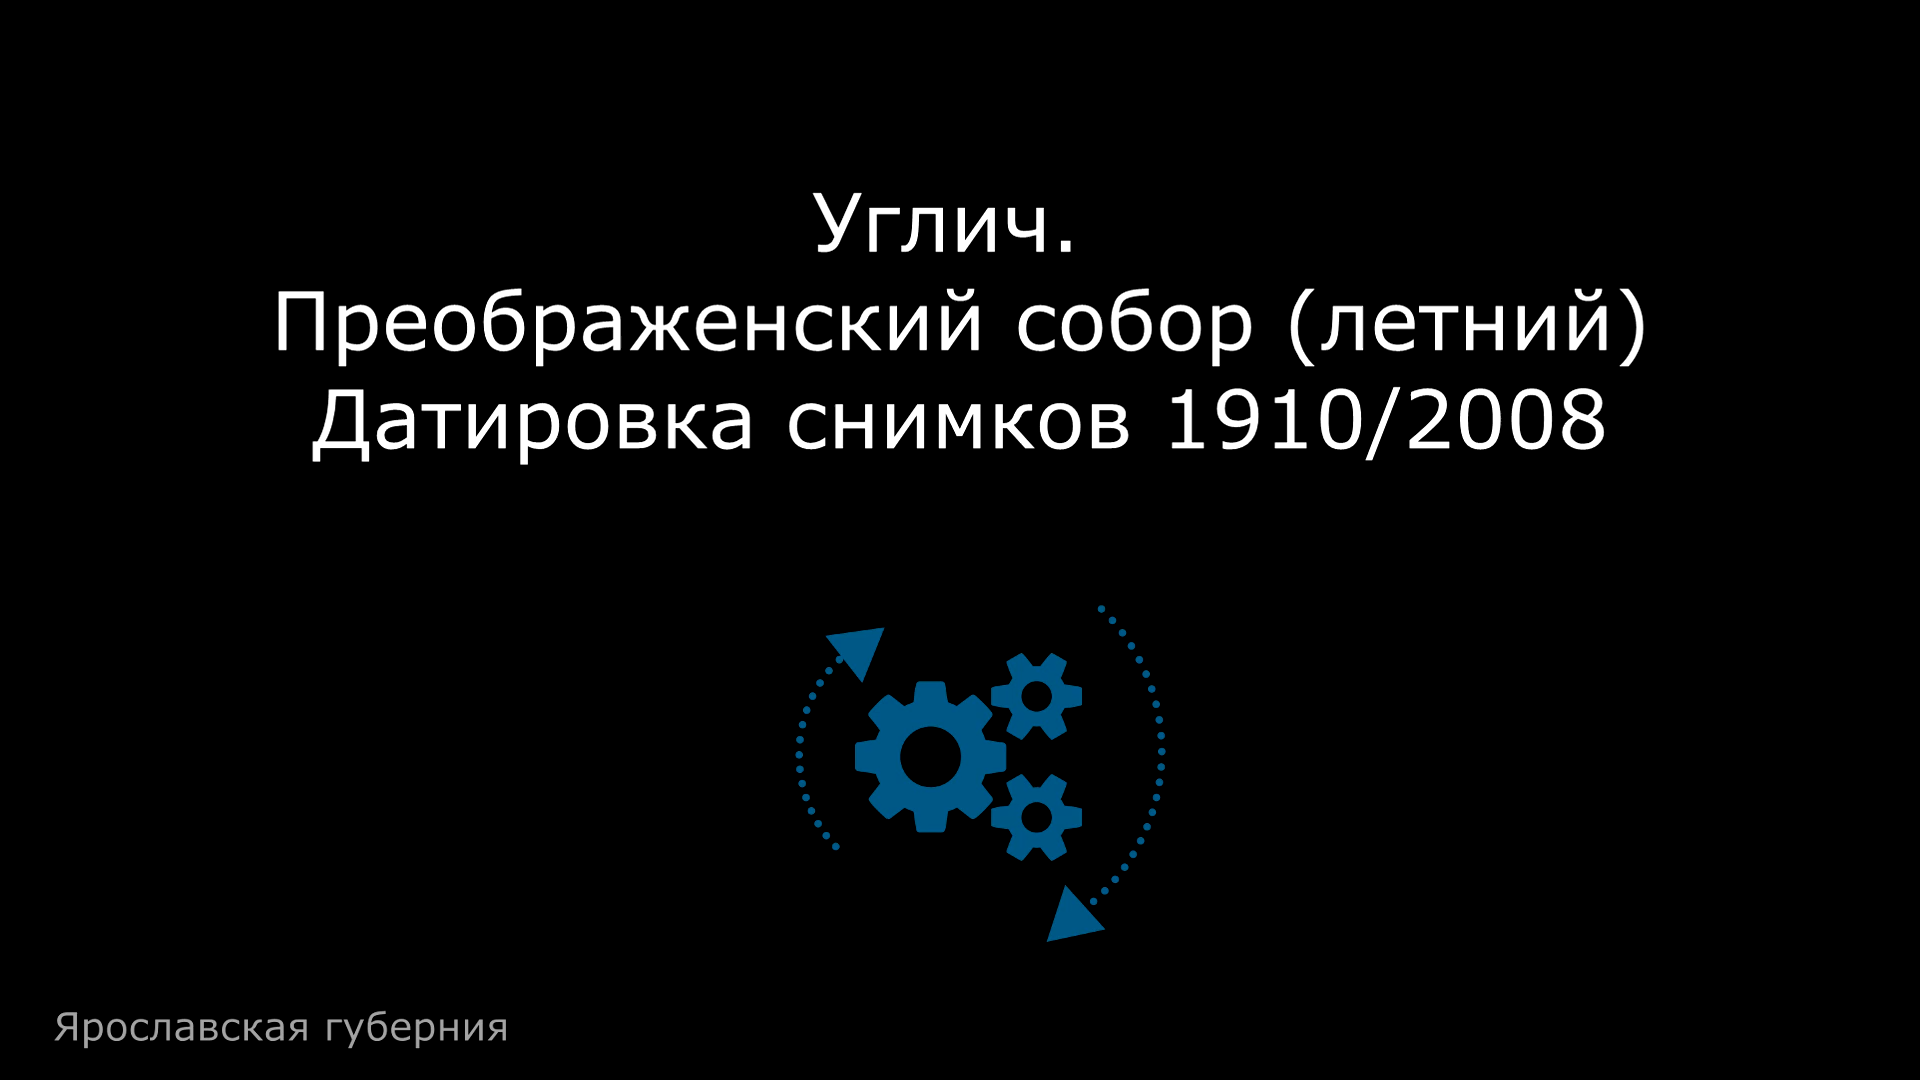 Углич.
Преображенский собор (летний)
Датировка снимков 1910/2008
Ярославская губерния